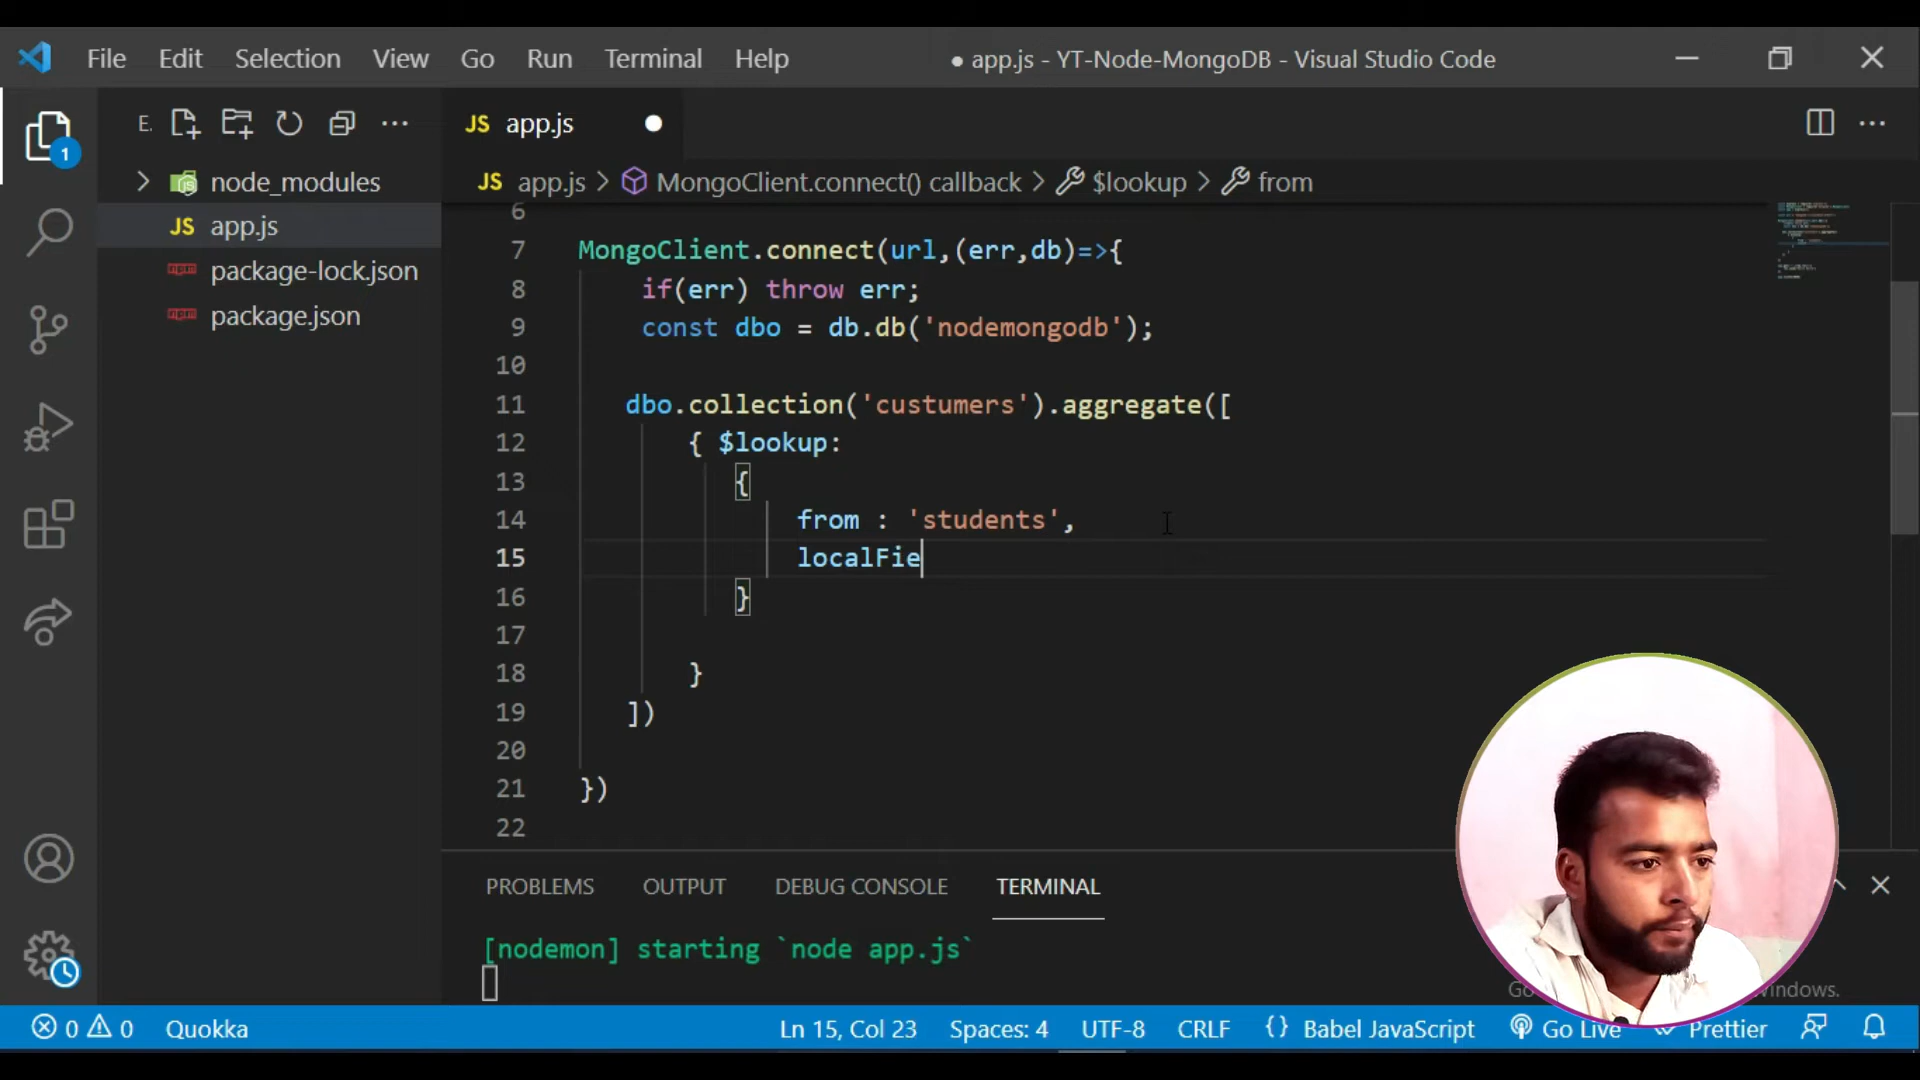 File Edit Selection View Go Run Terminal Help
● app.js - YT-Node-MongoDB - Visual Studio Code
E.
JS app.js
node_modules
JS app.js
package-lock.json
package.json
1
JS app.js > MongoClient.connect() callback > $lookup > from
6
7 MongoClient.connect(url,(err,db)=>{
8 if(err) throw err;
9 const dbo = db.db('nodemongodb');
10
11 dbo.collection('custumers').aggregate([
12 { $lookup:
13 {
14 from : 'students',
15 localFie
16 }
17
18 }
19 ])
20
21 })
22
PROBLEMS OUTPUT DEBUG CONSOLE TERMINAL
[nodemon] starting `node app.js`
Go Windows.
0 0 Quokka Ln 15, Col 23 Spaces: 4 UTF-8 CRLF {} Babel JavaScript Go Live Prettier